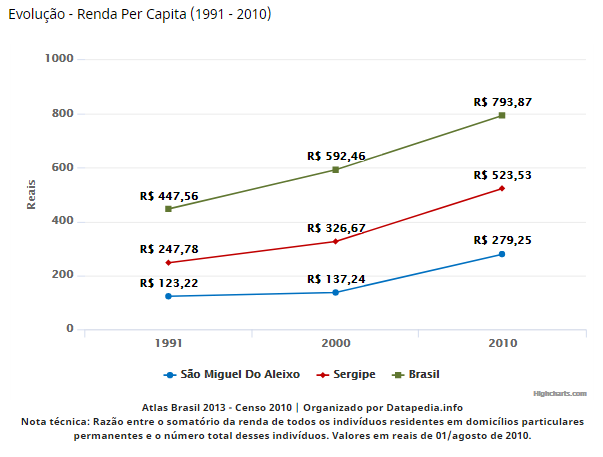 Evolução - Renda Per Capita (1991 - 2010)
1000
800
600
400
200
0
Reais
R$ 447,56
R$ 592,46
R$ 793,87
R$ 247,78
R$ 326,67
R$ 523,53
R$ 123,22
R$ 137,24
R$ 279,25
1991 2000 2010
São Miguel Do Aleixo Sergipe Brasil
Highcharts.com
Atlas Brasil 2013 - Censo 2010 | Organizado por Datapedia.info
Nota técnica: Razão entre o somatório da renda de todos os indivíduos residentes em domicílios particulares
permanentes e o número total desses indivíduos. Valores em reais de 01/agosto de 2010.